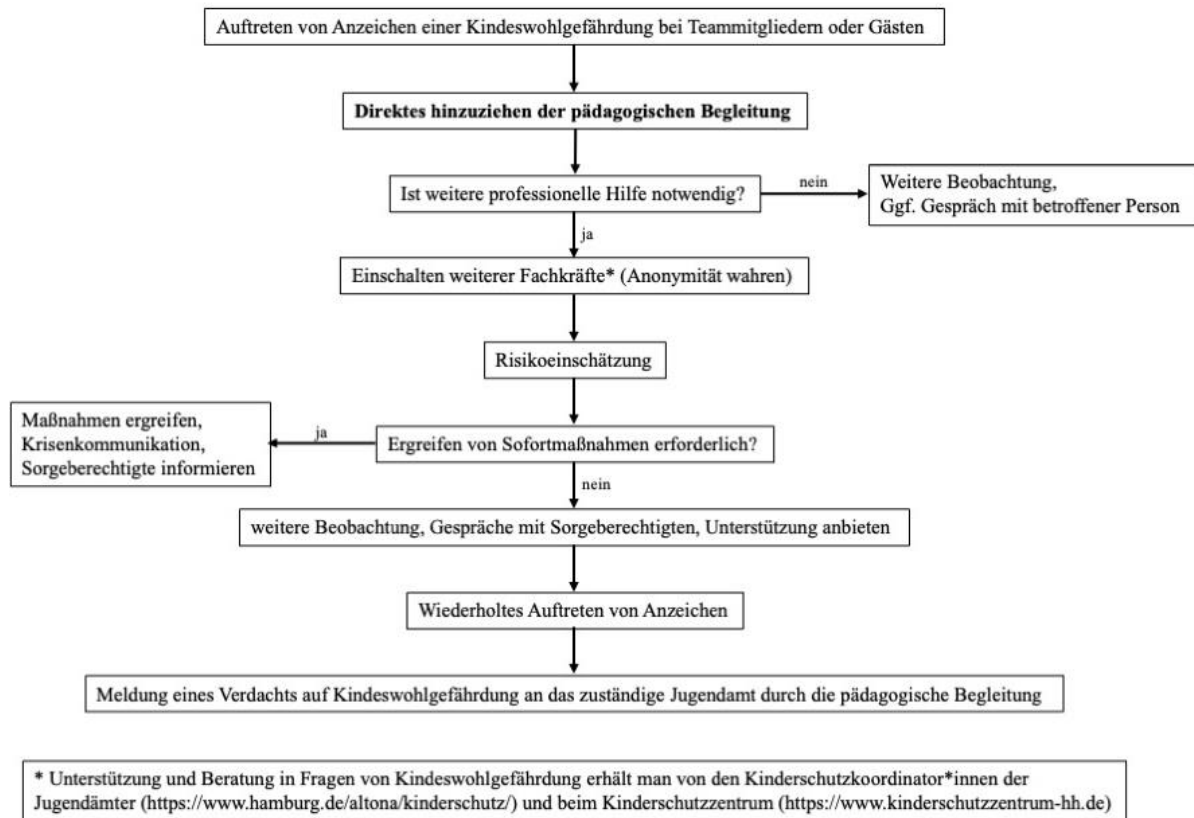 Auftreten von Anzeichen einer Kindeswohlgefährdung bei Teammitgliedern oder Gästen
Direktes hinzuziehen der pädagogischen Begleitung
Ist weitere professionelle Hilfe notwendig?
nein
Weitere Beobachtung,
Ggf. Gespräch mit betroffener Person
ja
Einschalten weiterer Fachkräfte* (Anonymität wahren)
Risikoeinschätzung
Ergreifen von Sofortmaßnahmen erforderlich?
ja
Maßnahmen ergreifen,
Krisenkommunikation,
Sorgeberechtigte informieren
nein
weitere Beobachtung, Gespräche mit Sorgeberechtigten, Unterstützung anbieten
Wiederholtes Auftreten von Anzeichen
Meldung eines Verdachts auf Kindeswohlgefährdung an das zuständige Jugendamt durch die pädagogische Begleitung
* Unterstützung und Beratung in Fragen von Kindeswohlgefährdung erhält man von den Kinderschutzkoordinator*innen der
Jugendämter (https://www.hamburg.de/altona/kinderschutz/) und beim Kinderschutzzentrum (https://www.kinderschutzzentrum-hh.de)